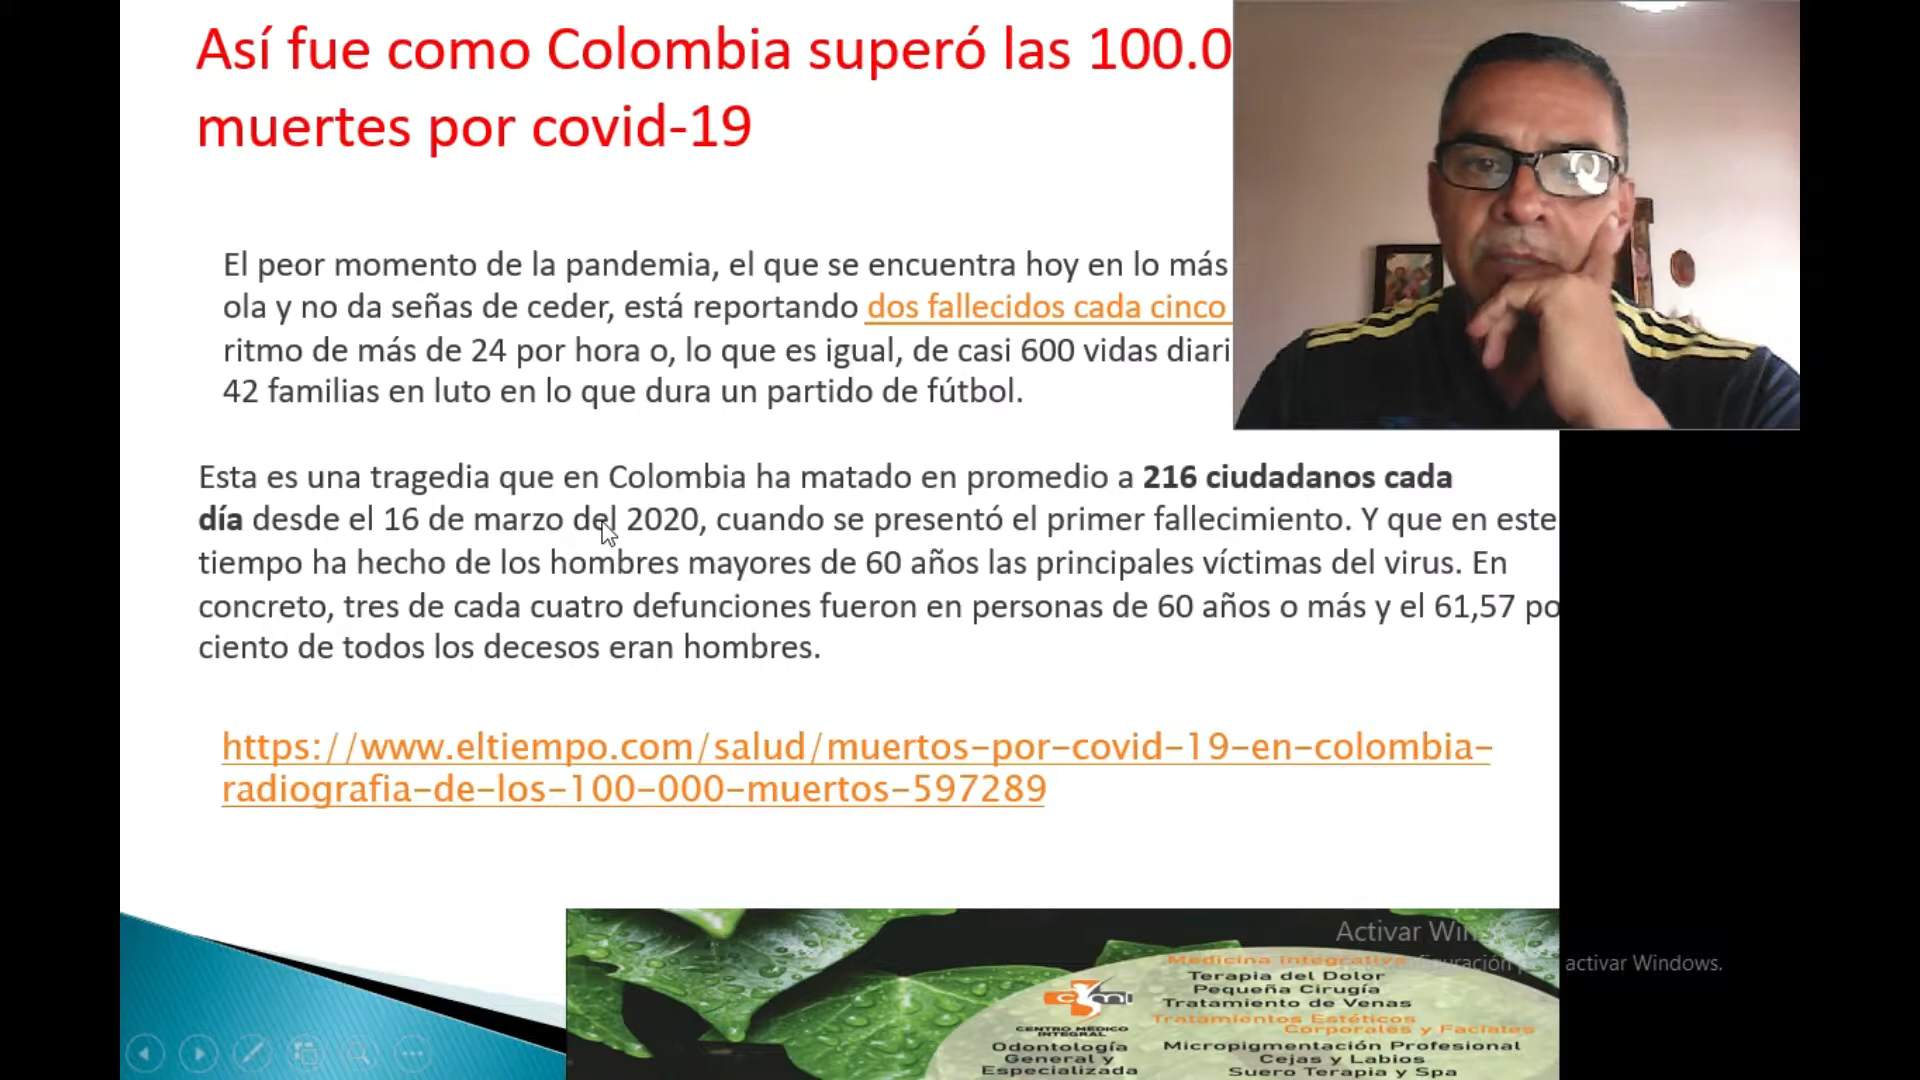 Así fue como Colombia superó las 100.0
muertes por covid-19
El peor momento de la pandemia, el que se encuentra hoy en lo más
ola y no da señas de ceder, está reportando dos fallecidos cada cinco
ritmo de más de 24 por hora o, lo que es igual, de casi 600 vidas diari
42 familias en luto en lo que dura un partido de fútbol.
Esta es una tragedia que en Colombia ha matado en promedio a 216 ciudadanos cada
día desde el 16 de marzo del 2020, cuando se presentó el primer fallecimiento. Y que en este
tiempo ha hecho de los hombres mayores de 60 años las principales víctimas del virus. En
concreto, tres de cada cuatro defunciones fueron en personas de 60 años o más y el 61,57 po
ciento de todos los decesos eran hombres.
https://www.eltiempo.com/salud/muertos-por-covid-19-en-colombia-
radiografia-de-los-100-000-muertos-597289
Activar Win
activar Windows.
Medicina Integrativa
Terapia del Dolor
Pequeña Cirugía
Tratamiento de Venas
Tratamientos Estéticos
Corporales y Faciales
Micropigmentación Profesional
Cejas y Labios
Suero Terapia y Spa
cmi
CENTRO MÉDICO
INTEGRAL
Odontología
General y
Especializada